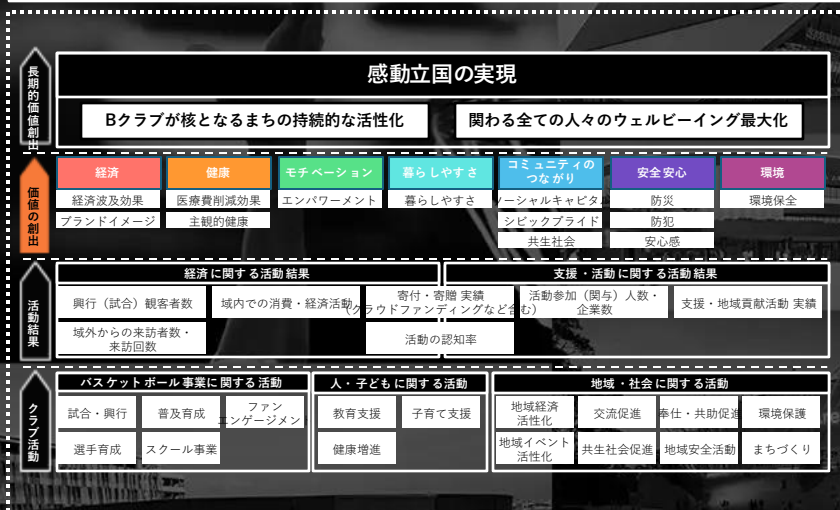 長期的価値創出
感動立国の実現
Bクラブが核となるまちの持続的な活性化
関わる全ての人々のウェルビーイング最大化
価値の創出
経済
健康
モチベーション
暮らしやすさ
コミュニティの
つながり
安全安心
環境
経済波及効果
医療費削減効果
エンパワーメント
暮らしやすさ
ソーシャルキャピタル
防災
環境保全
ブランドイメージ
主観的健康
シビックプライド
防犯
共生社会
安心感
活動結果
経済に関する活動結果
支援・活動に関する活動結果
興行（試合）観客者数
域内での消費・経済活動
寄付・寄贈 実績
（クラウドファンディングなど含む）
活動参加（関与）人数・
企業数
支援・地域貢献活動 実績
域外からの来訪者数・
来訪回数
活動の認知率
クラブ活動
バスケットボール事業に関する活動
人・子どもに関する活動
地域・社会に関する活動
試合・興行
普及育成
ファン
エンゲージメント
教育支援
子育て支援
地域経済
活性化
交流促進
奉仕・共助促進
環境保護
選手育成
スクール事業
健康増進
地域イベント
活性化
共生社会促進
地域安全活動
まちづくり